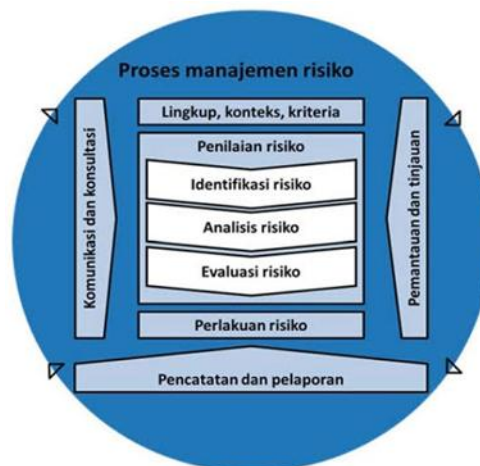 Proses manajemen risiko
Lingkup, konteks, kriteria
Komunikasi dan konsultasi
Penilaian risiko
Identifikasi risiko
Analisis risiko
Evaluasi risiko
Pemantauan dan tinjauan
Perlakuan risiko
Pencatatan dan pelaporan